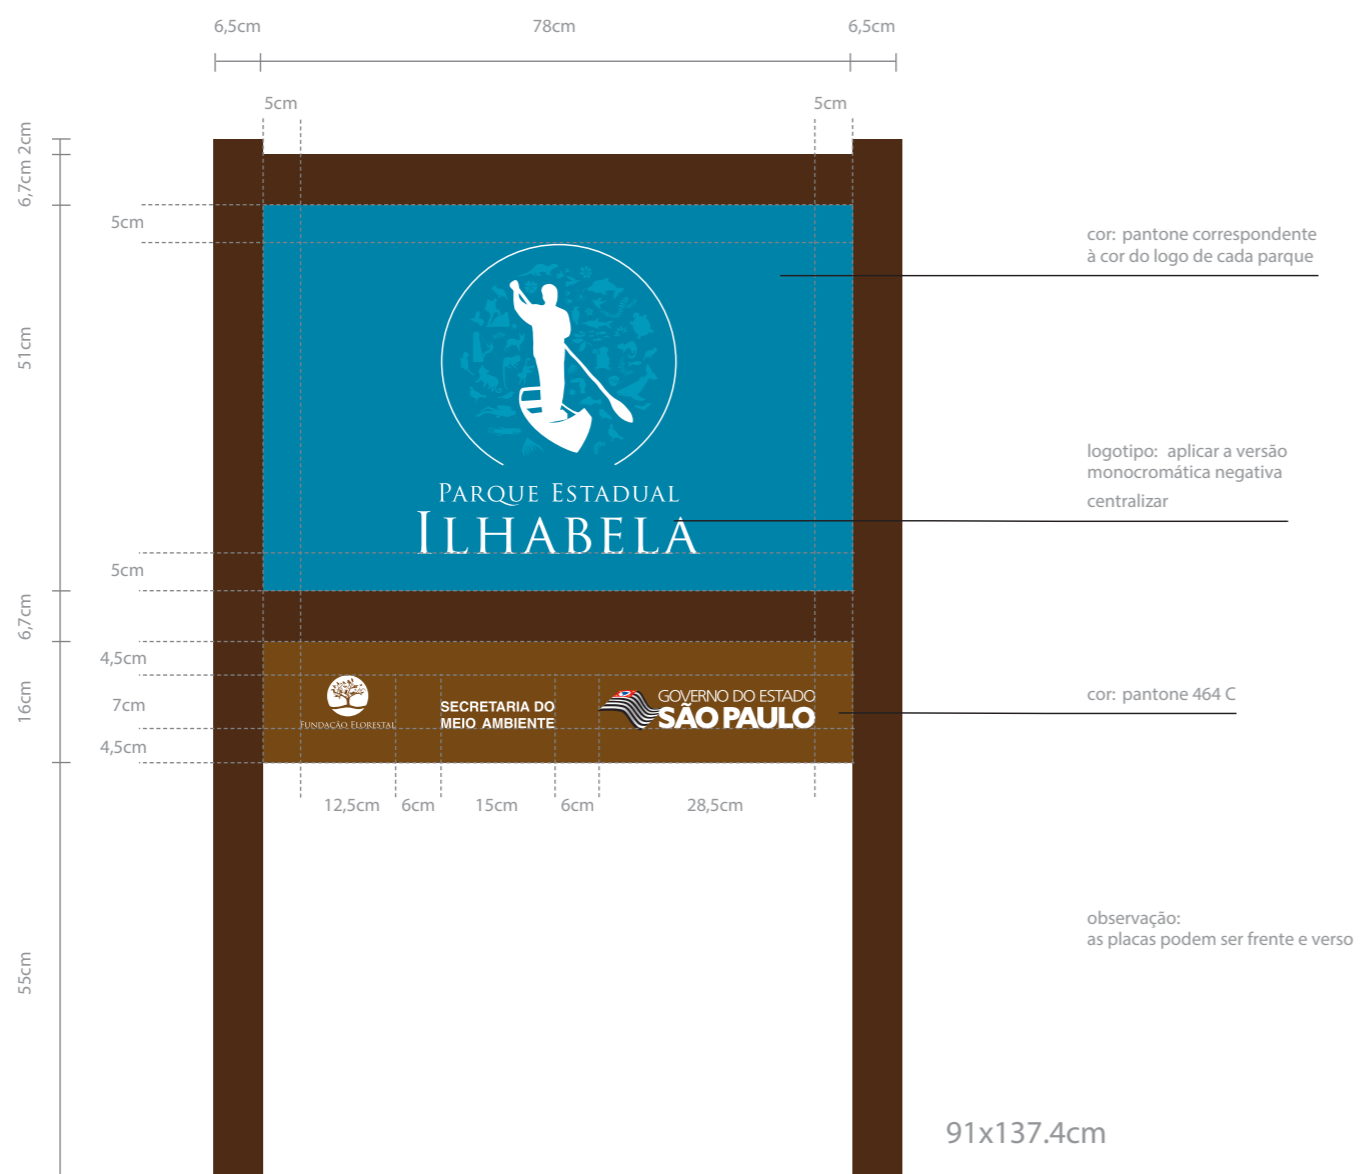 6,5cm
78cm
6,5cm
5cm
5cm
2cm
6,7cm
5cm
cor: pantone correspondente
à cor do logo de cada parque
51cm
logotipo: aplicar a versão
monocromática negativa
centralizar
PARQUE ESTADUAL
ILHABELA
5cm
6,7cm
4,5cm
16cm
7cm
4,5cm
FUNDAÇÃO FLORESTAL
SECRETARIA DO
MEIO AMBIENTE
GOVERNO DO ESTADO
SÃO PAULO
cor: pantone 464 C
12,5cm
6cm
15cm
6cm
28,5cm
observação:
as placas podem ser frente e verso
55cm
91x137.4cm